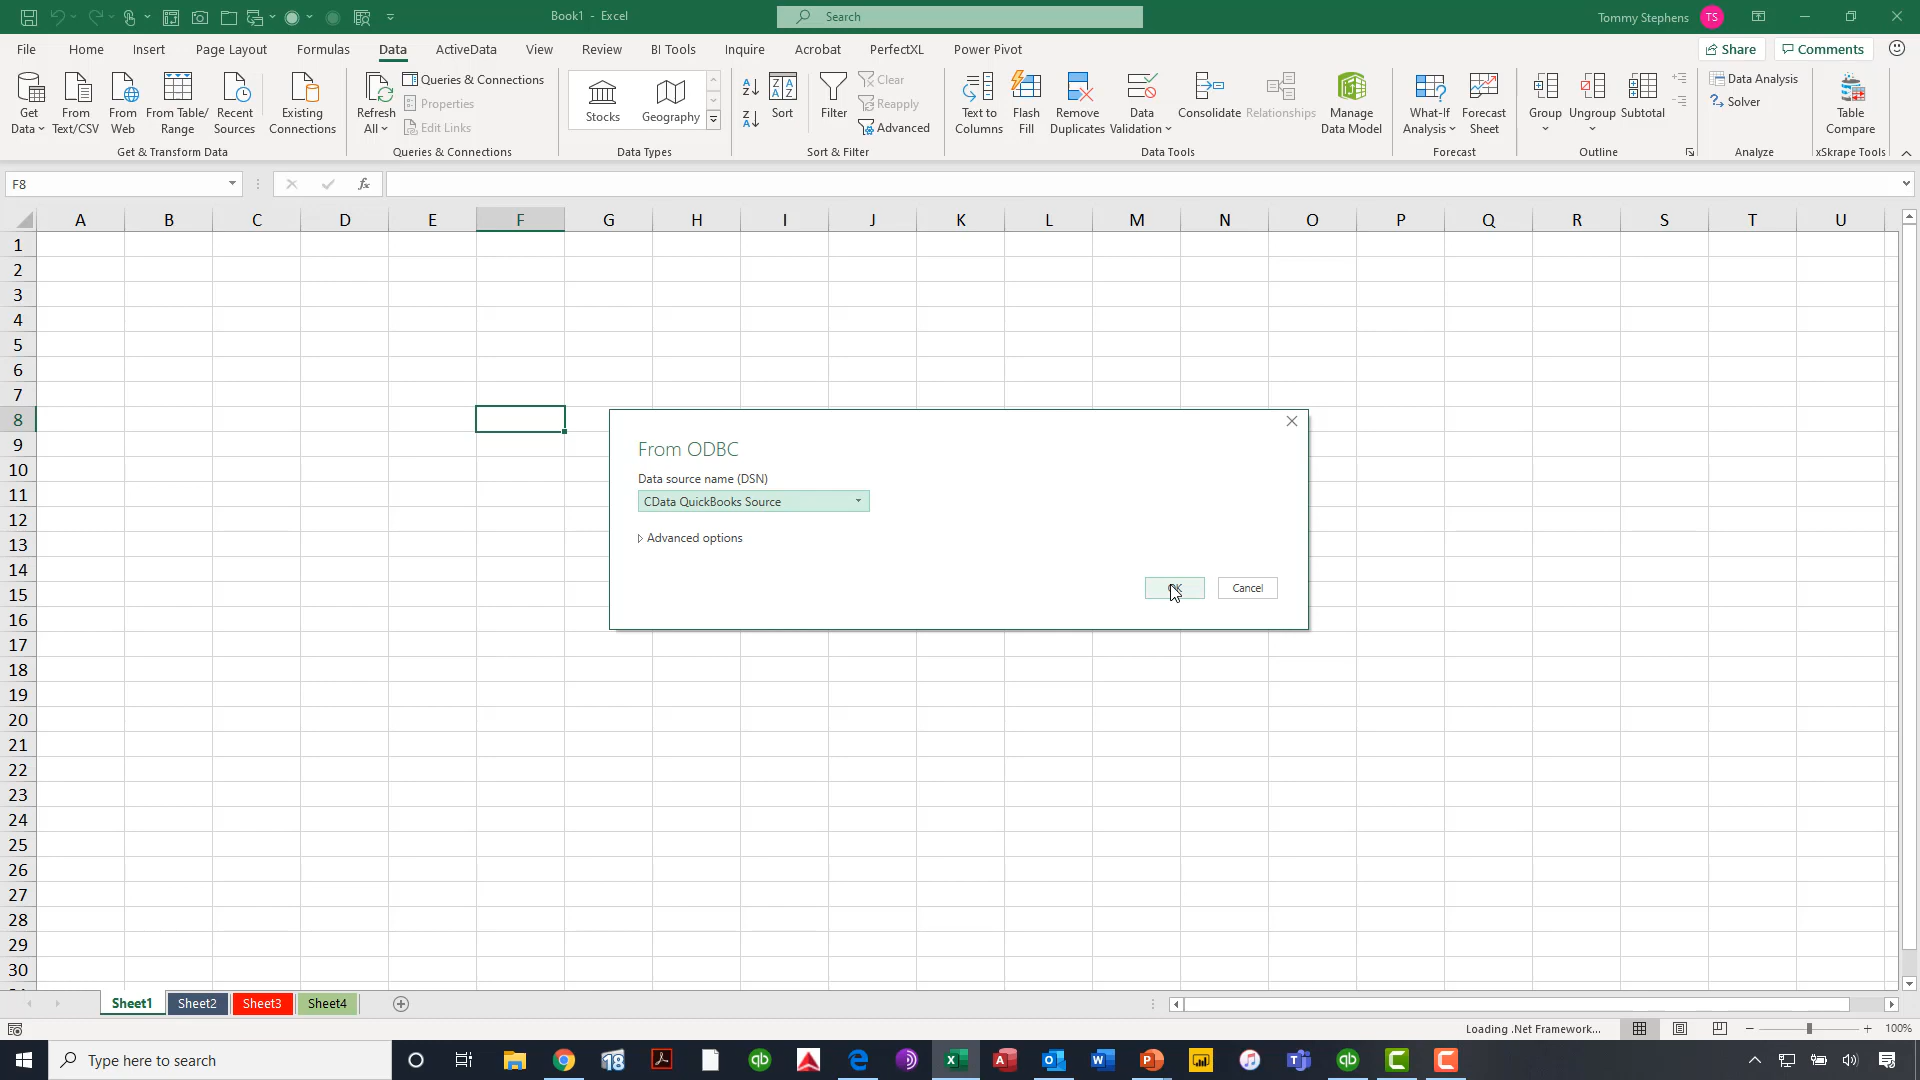 Book1 - Excel
Search
Tommy Stephens
TS
File Home Insert Page Layout Formulas Data ActiveData View Review BI Tools Inquire Acrobat PerfectXL Power Pivot
Share Comments
Get Data
From Text/CSV
From Web
From Table/ Range
Recent Sources
Existing Connections
Get & Transform Data
Refresh All
Queries & Connections
Properties
Edit Links
Queries & Connections
Stocks
Geography
Data Types
Sort
Filter
Clear
Reapply
Advanced
Sort & Filter
Text to Columns
Flash Fill
Remove Duplicates
Data Validation
Consolidate
Relationships
Manage Data Model
Data Tools
What-If Analysis
Forecast Sheet
Forecast
Group
Ungroup
Subtotal
Outline
Data Analysis
Solver
Analyze
Table Compare
xSkrape Tools
F8
fx
A B C D E F G H I J K L M N O P Q R S T U
1
2
3
4
5
6
7
8
9
10
11
12
13
14
15
16
17
18
19
20
21
22
23
24
25
26
27
28
29
30
From ODBC
Data source name (DSN)
CData QuickBooks Source
Advanced options
OK
Cancel
Sheet1 Sheet2 Sheet3 Sheet4
Loading .Net Framework...
100%
Type here to search
18